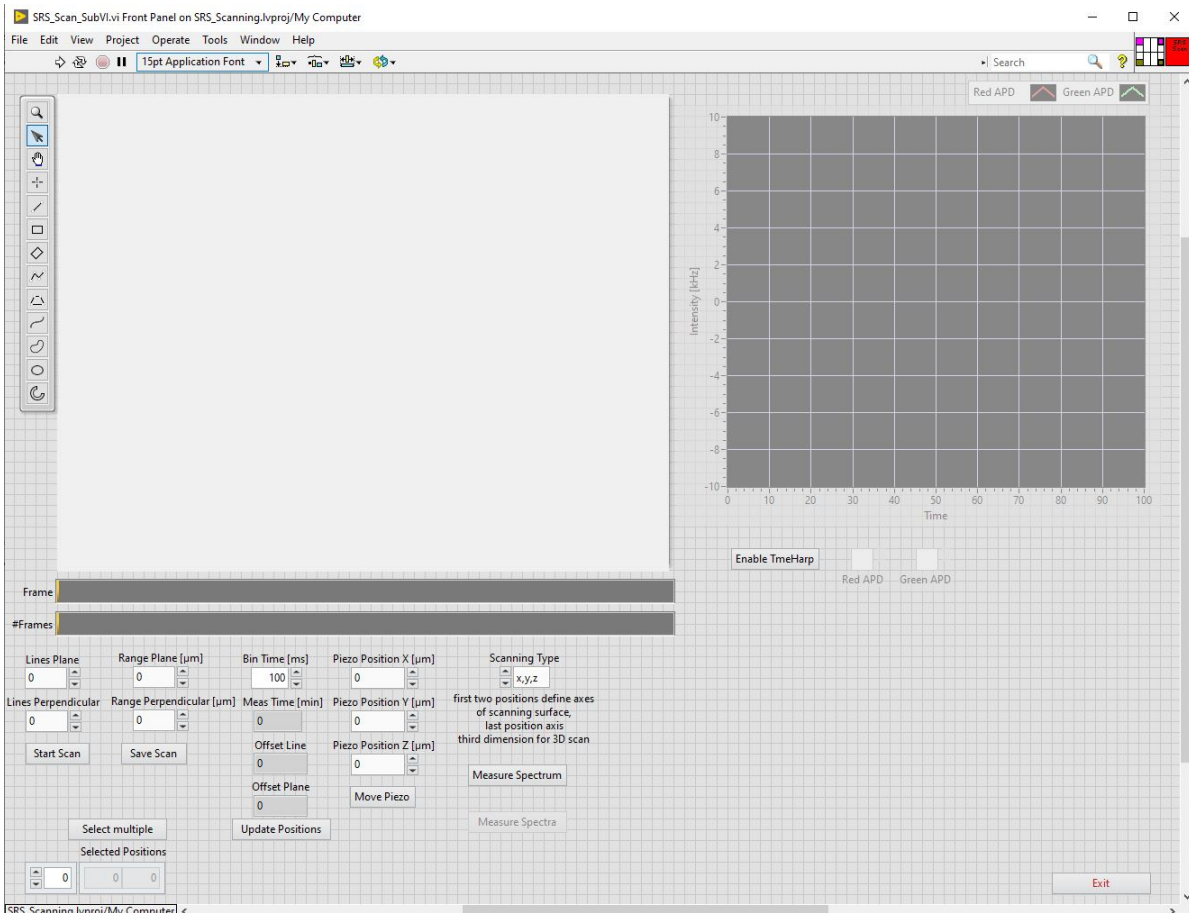 SRS_Scan_SubVI.vi Front Panel on SRS_Scanning.lvproj/My Computer
File Edit View Project Operate Tools Window Help
15pt Application Font
Search
Red APD Green APD
10
8
6
4
2
0
-2
-4
-6
-8
-10
Intensity [kHz]
0 10 20 30 40 50 60 70 80 90 100
Time
Enable TmeHarp
Red APD Green APD
Frame
#Frames
Lines Plane Range Plane [µm] Bin Time [ms] Piezo Position X [µm] Scanning Type
0 0 100 0 x,y,z
Lines Perpendicular Range Perpendicular [µm] Meas Time [min] Piezo Position Y [µm]
0 0 0 0
first two positions define axes
of scanning surface,
last position axis
third dimension for 3D scan
Start Scan Save Scan Offset Line Piezo Position Z [µm]
0 0
Measure Spectrum
Offset Plane
0
Move Piezo
Measure Spectra
Select multiple Update Positions
Selected Positions
0 0 0
Exit
SRS_Scanning.lvproj/My Computer